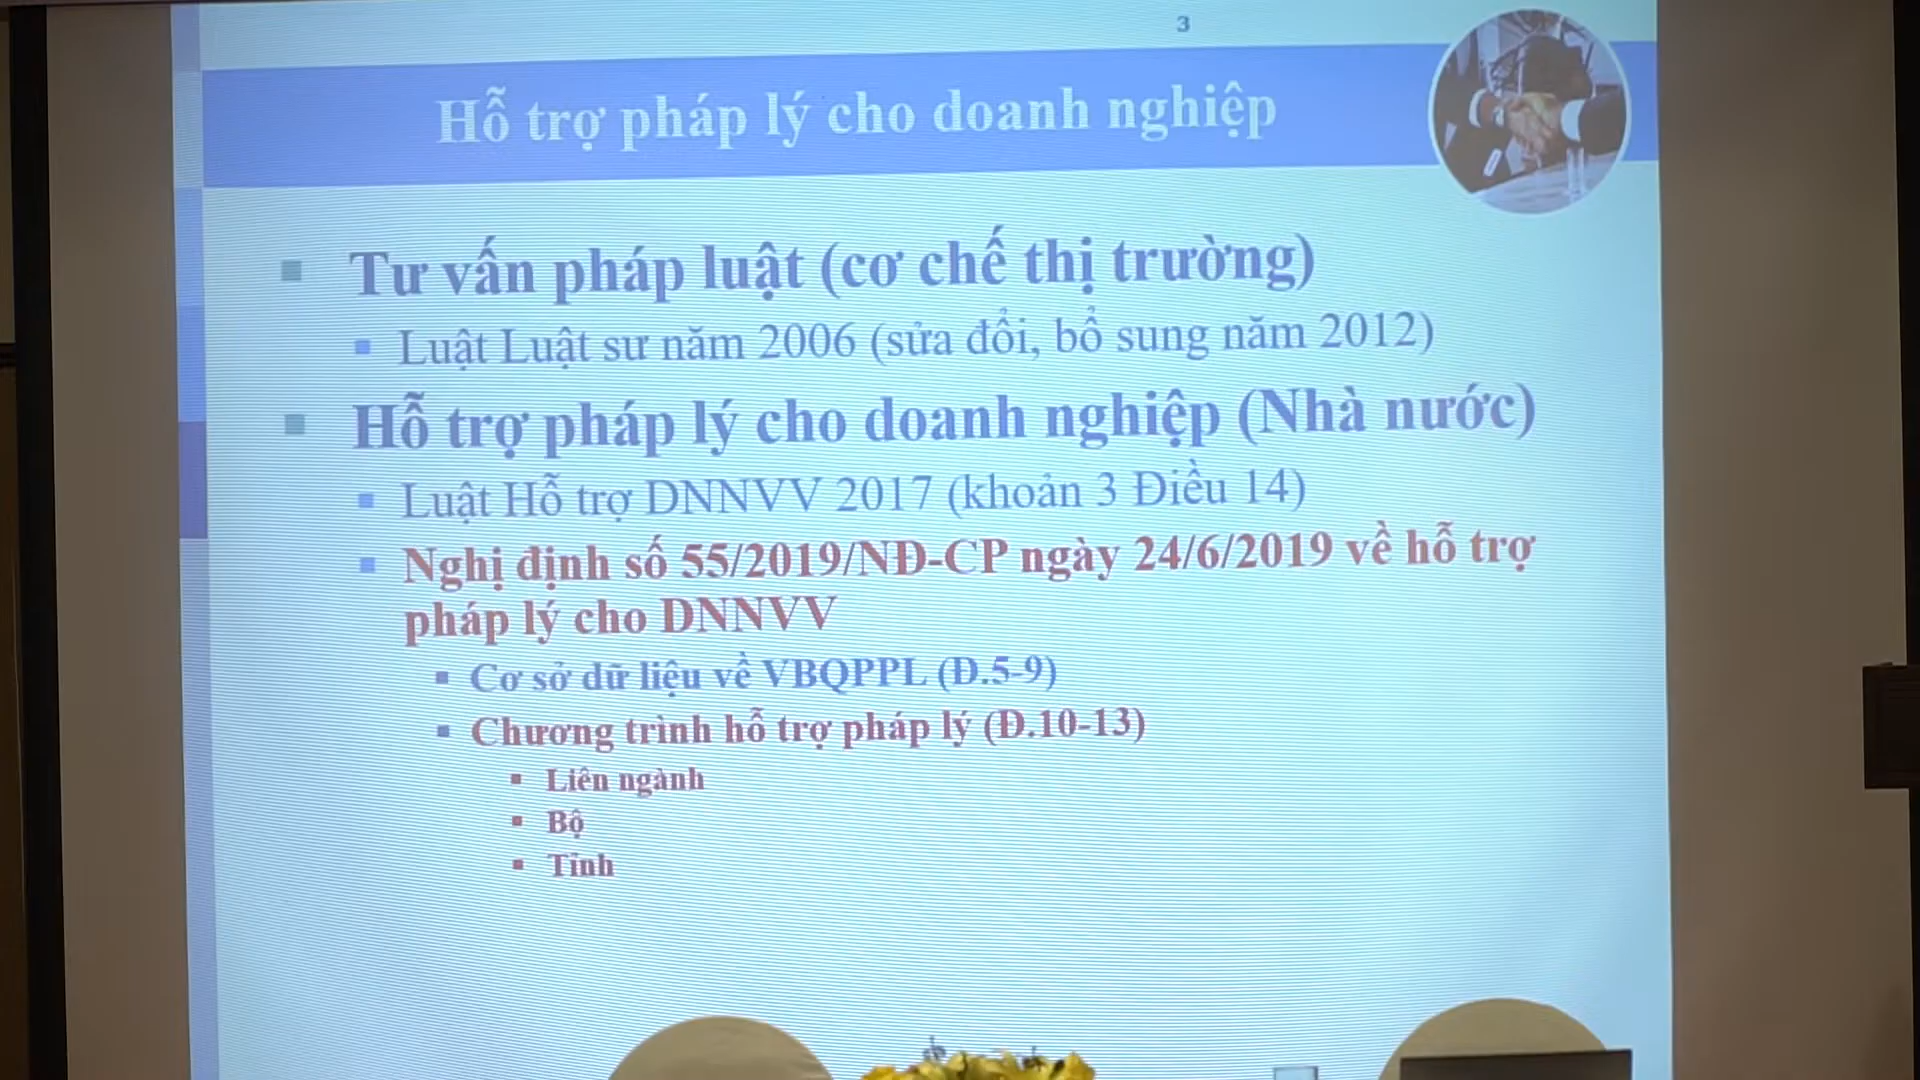 3
Hỗ trợ pháp lý cho doanh nghiệp
Tư vấn pháp luật (cơ chế thị trường)
Luật Luật sư năm 2006 (sửa đổi, bổ sung năm 2012)
Hỗ trợ pháp lý cho doanh nghiệp (Nhà nước)
Luật Hỗ trợ DNNVV 2017 (khoản 3 Điều 14)
Nghị định số 55/2019/NĐ-CP ngày 24/6/2019 về hỗ trợ
pháp lý cho DNNVV
Cơ sở dữ liệu về VBQPPL (Đ.5-9)
Chương trình hỗ trợ pháp lý (Đ.10-13)
Liên ngành
Bộ
Tỉnh